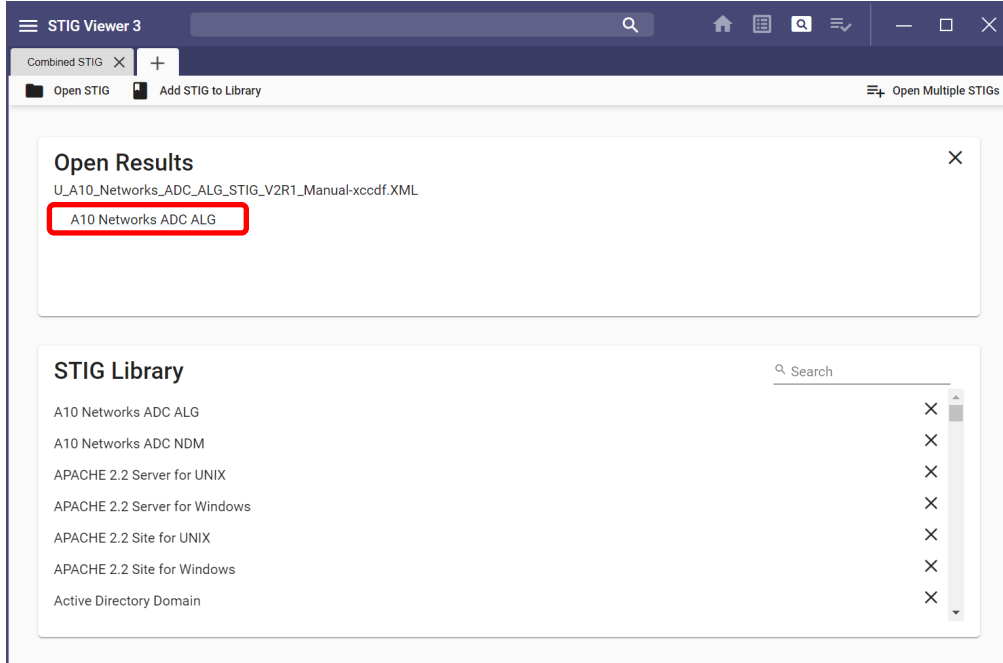 STIG Viewer 3
Combined STIG
Open STIG
Add STIG to Library
Open Multiple STIGs
Open Results
U_A10_Networks_ADC_ALG_STIG_V2R1_Manual-xccdf.XML
A10 Networks ADC ALG
STIG Library
Search
A10 Networks ADC ALG
A10 Networks ADC NDM
APACHE 2.2 Server for UNIX
APACHE 2.2 Server for Windows
APACHE 2.2 Site for UNIX
APACHE 2.2 Site for Windows
Active Directory Domain